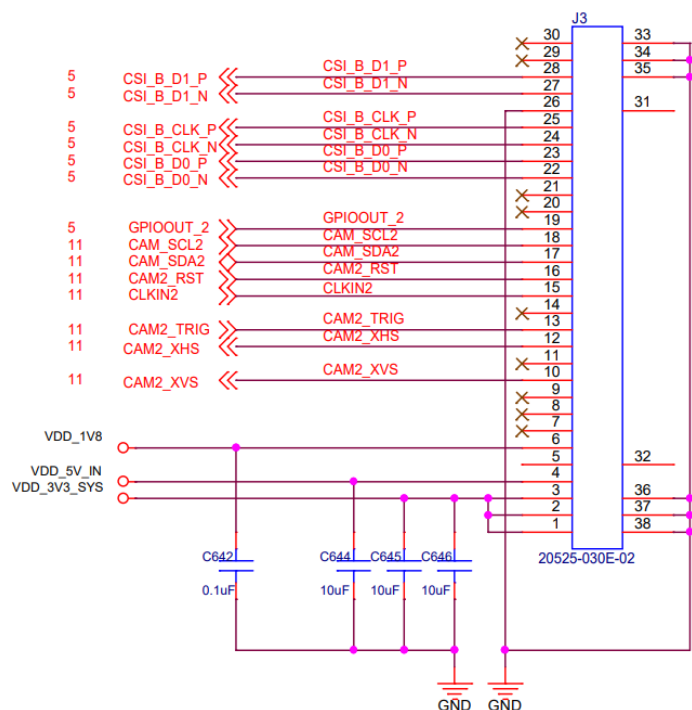 J3
30 33
29 34
5 CSI_B_D1_P CSI_B_D1_P 28 35
5 CSI_B_D1_N CSI_B_D1_N 27
26 31
5 CSI_B_CLK_P CSI_B_CLK_P 25
5 CSI_B_CLK_N CSI_B_CLK_N 24
5 CSI_B_D0_P CSI_B_D0_P 23
5 CSI_B_D0_N CSI_B_D0_N 22
21
20
5 GPIOOUT_2 GPIOOUT_2 19
11 CAM_SCL2 CAM_SCL2 18
11 CAM_SDA2 CAM_SDA2 17
11 CAM2_RST CAM2_RST 16
11 CLKIN2 CLKIN2 15
14
11 CAM2_TRIG CAM2_TRIG 13
11 CAM2_XHS CAM2_XHS 12
11
11 CAM2_XVS CAM2_XVS 10
9
8
7
VDD_1V8 6
5 32
VDD_5V_IN 4
VDD_3V3_SYS 3 36
2 37
1 38
C642 C644 C645 C646 20525-030E-02
0.1uF 10uF 10uF 10uF
GND GND